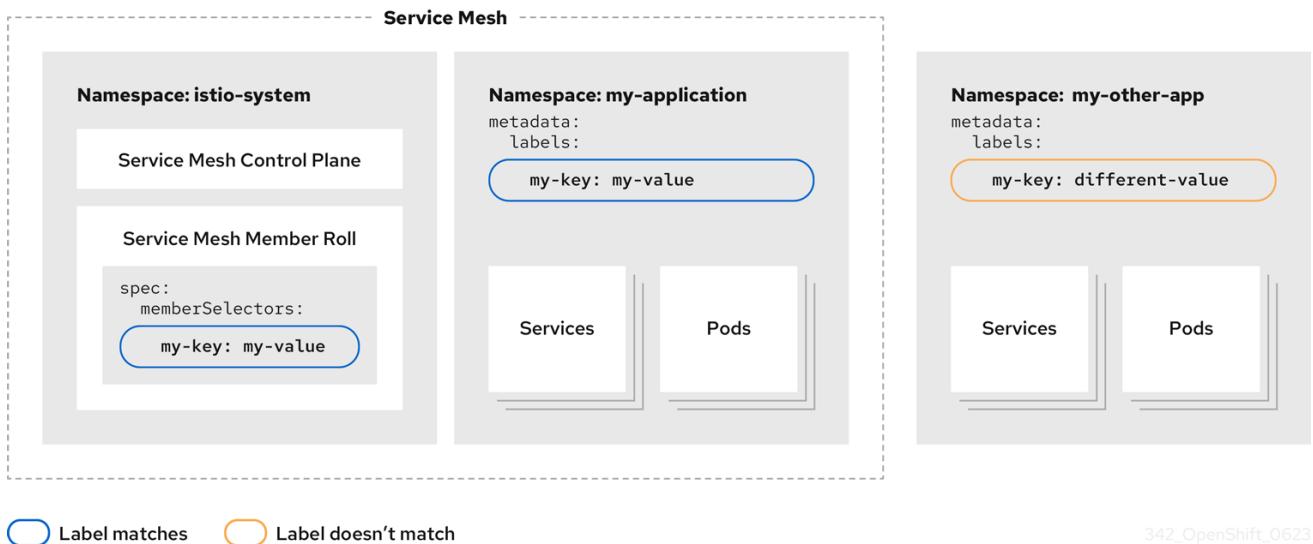 Service Mesh
Namespace: istio-system
Service Mesh Control Plane
Service Mesh Member Roll
spec:
memberSelectors:
my-key: my-value
Namespace: my-application
metadata:
labels:
my-key: my-value
Services
Pods
Namespace: my-other-app
metadata:
labels:
my-key: different-value
Services
Pods
Label matches
Label doesn’t match
342_OpenShift_0623